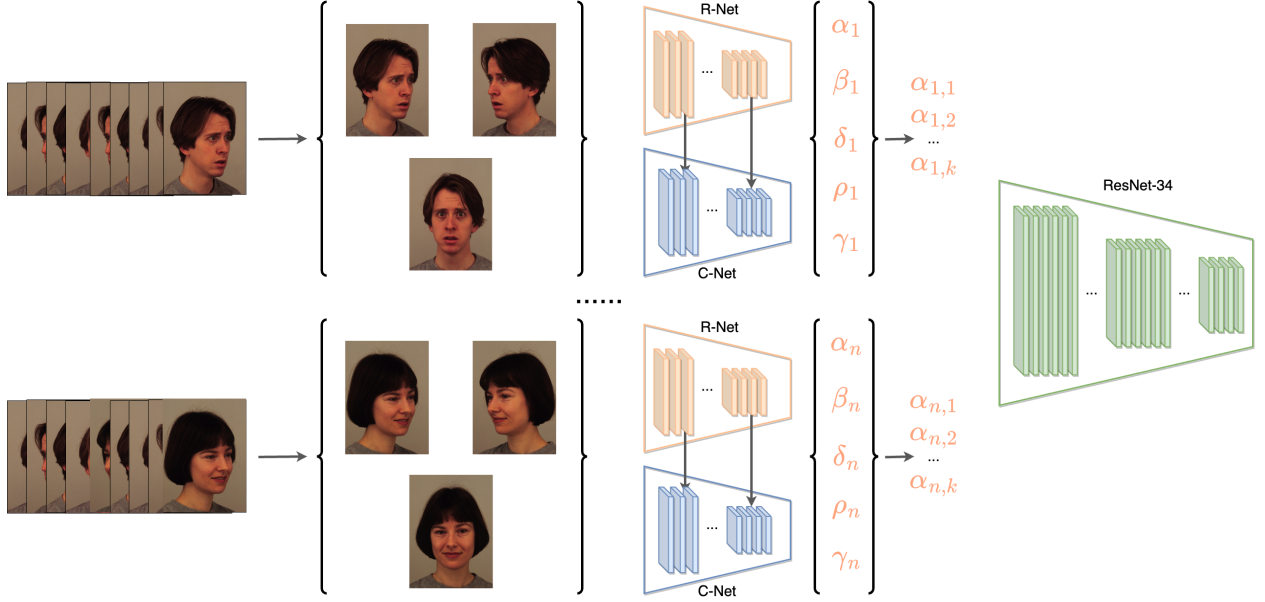 R-Net
...
...
C-Net
α₁
β₁
δ₁
ρ₁
γ₁
α₁,₁
α₁,₂
...
α₁,ₖ
......
R-Net
...
...
C-Net
αₙ
βₙ
δₙ
ρₙ
γₙ
αₙ,₁
αₙ,₂
...
αₙ,ₖ
ResNet-34
... ...